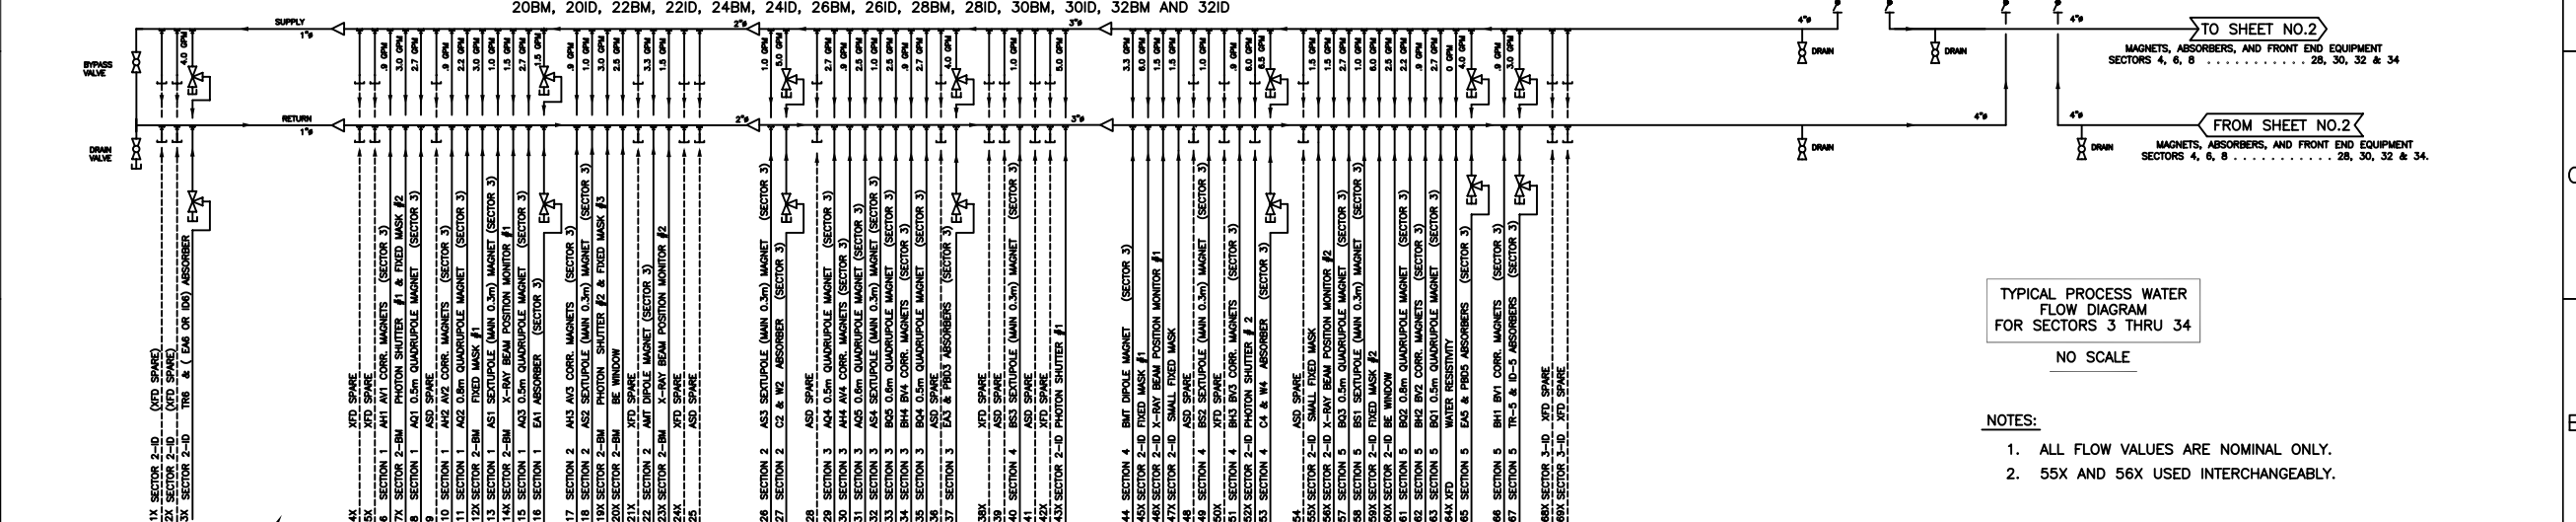 20BM, 20ID, 22BM, 22ID, 24BM, 24ID, 26BM, 26ID, 28BM, 28ID, 30BM, 30ID, 32BM AND 32ID
SUPPLY
1"ø
2"ø
3"ø
4"ø
4"ø
TO SHEET NO.2
MAGNETS, ABSORBERS, AND FRONT END EQUIPMENT
SECTORS 4, 6, 8 . . . . . . . . . . . 28, 30, 32 & 34
DRAIN
DRAIN
BYPASS
VALVE
4.0 GPM
.9 GPM
3.0 GPM
2.7 GPM
.9 GPM
2.2 GPM
3.0 GPM
1.0 GPM
1.5 GPM
2.7 GPM
1.5 GPM
.9 GPM
1.0 GPM
3.0 GPM
2.5 GPM
3.3 GPM
1.5 GPM
1.0 GPM
5.0 GPM
2.7 GPM
.9 GPM
2.5 GPM
1.0 GPM
2.5 GPM
.9 GPM
2.7 GPM
4.0 GPM
1.0 GPM
5.0 GPM
3.3 GPM
6.0 GPM
1.5 GPM
1.5 GPM
1.0 GPM
.9 GPM
6.0 GPM
6.5 GPM
1.5 GPM
1.5 GPM
2.7 GPM
1.0 GPM
6.0 GPM
2.5 GPM
2.2 GPM
.9 GPM
2.7 GPM
0 GPM
4.0 GPM
.9 GPM
3.0 GPM
RETURN
1"ø
2"ø
3"ø
4"ø
4"ø
FROM SHEET NO.2
MAGNETS, ABSORBERS, AND FRONT END EQUIPMENT
SECTORS 4, 6, 8 . . . . . . . . . . . 28, 30, 32 & 34.
DRAIN
DRAIN
DRAIN
VALVE
1X SECTOR 2-ID (XFD SPARE)
2X SECTOR 2-ID (XFD SPARE)
3X SECTOR 2-ID TR6 & ( EA6 OR ID6) ABSORBER
4X XFD SPARE
5X XFD SPARE
6 SECTION 1 AH1 AV1 CORR. MAGNETS (SECTOR 3)
7X SECTOR 2-BM PHOTON SHUTTER #1 & FIXED MASK #2
8 SECTION 1 AQ1 0.5m QUADRUPOLE MAGNET (SECTOR 3)
9 ASD SPARE
10 SECTION 1 AH2 AV2 CORR. MAGNETS (SECTOR 3)
11 SECTION 1 AQ2 0.8m QUADRUPOLE MAGNET (SECTOR 3)
12X SECTOR 2-BM FIXED MASK #1
13 SECTION 1 AS1 SEXTUPOLE (MAIN 0.3m) MAGNET (SECTOR 3)
14X SECTOR 2-BM X-RAY BEAM POSITION MONITOR #1
15 SECTION 1 AQ3 0.5m QUADRUPOLE MAGNET (SECTOR 3)
16 SECTION 1 EA1 ABSORBER (SECTOR 3)
17 SECTION 2 AH3 AV3 CORR. MAGNETS (SECTOR 3)
18 SECTION 2 AS2 SEXTUPOLE (MAIN 0.3m) MAGNET (SECTOR 3)
19X SECTOR 2-BM PHOTON SHUTTER #2 & FIXED MASK #3
20X SECTOR 2-BM BE WINDOW
21X XFD SPARE
22 SECTION 2 AMT DIPOLE MAGNET (SECTOR 3)
23X SECTOR 2-BM X-RAY BEAM POSITION MONITOR #2
24X XFD SPARE
25 ASD SPARE
26 SECTION 2 AS3 SEXTUPOLE (MAIN 0.3m) MAGNET (SECTOR 3)
27 SECTION 2 C2 & W2 ABSORBER (SECTOR 3)
28 ASD SPARE
29 SECTION 3 AQ4 0.5m QUADRUPOLE MAGNET (SECTOR 3)
30 SECTION 3 AH4 AV4 CORR. MAGNETS (SECTOR 3)
31 SECTION 3 AQ5 0.6m QUADRUPOLE MAGNET (SECTOR 3)
32 SECTION 3 AS4 SEXTUPOLE (MAIN 0.3m) MAGNET (SECTOR 3)
33 SECTION 3 BQ5 0.6m QUADRUPOLE MAGNET (SECTOR 3)
34 SECTION 3 BH4 BV4 CORR. MAGNETS (SECTOR 3)
35 SECTION 3 BQ4 0.5m QUADRUPOLE MAGNET (SECTOR 3)
36 ASD SPARE
37 SECTION 3 EA3 & PBD3 ABSORBERS (SECTOR 3)
38X XFD SPARE
39 ASD SPARE
40 SECTION 4 BS3 SEXTUPOLE (MAIN 0.3m) MAGNET (SECTOR 3)
41 ASD SPARE
42X XFD SPARE
43X SECTOR 2-ID PHOTON SHUTTER #1
44 SECTION 4 BMT DIPOLE MAGNET (SECTOR 3)
45X SECTOR 2-ID FIXED MASK #1
46X SECTOR 2-ID X-RAY BEAM POSITION MONITOR #1
47X SECTOR 2-ID SMALL FIXED MASK
48 ASD SPARE
49 SECTION 4 BS2 SEXTUPOLE (MAIN 0.3m) MAGNET (SECTOR 3)
50X XFD SPARE
51 SECTION 4 BH3 BV3 CORR. MAGNETS (SECTOR 3)
52X SECTOR 2-ID PHOTON SHUTTER # 2
53 SECTION 4 C4 & W4 ABSORBER (SECTOR 3)
54 ASD SPARE
55X SECTOR 2-ID SMALL FIXED MASK
56X SECTOR 2-ID X-RAY BEAM POSITION MONITOR #2
57 SECTION 5 BQ3 0.5m QUADRUPOLE MAGNET (SECTOR 3)
58 SECTION 5 BS1 SEXTUPOLE (MAIN 0.3m) MAGNET (SECTOR 3)
59X SECTOR 2-ID FIXED MASK #2
60X SECTOR 2-ID BE WINDOW
61 SECTION 5 BQ2 0.8m QUADRUPOLE MAGNET (SECTOR 3)
62 SECTION 5 BH2 BV2 CORR. MAGNETS (SECTOR 3)
63 SECTION 5 BQ1 0.5m QUADRUPOLE MAGNET (SECTOR 3)
64X XFD WATER RESISTIVITY
65 SECTION 5 EA5 & PBD5 ABSORBERS (SECTOR 3)
66 SECTION 5 BH1 BV1 CORR. MAGNETS (SECTOR 3)
67 SECTION 5 TR-5 & ID-5 ABSORBERS (SECTOR 3)
68X SECTOR 3-ID XFD SPARE
69X SECTOR 3-ID XFD SPARE
TYPICAL PROCESS WATER
FLOW DIAGRAM
FOR SECTORS 3 THRU 34
NO SCALE
NOTES:
1. ALL FLOW VALUES ARE NOMINAL ONLY.
2. 55X AND 56X USED INTERCHANGEABLY.